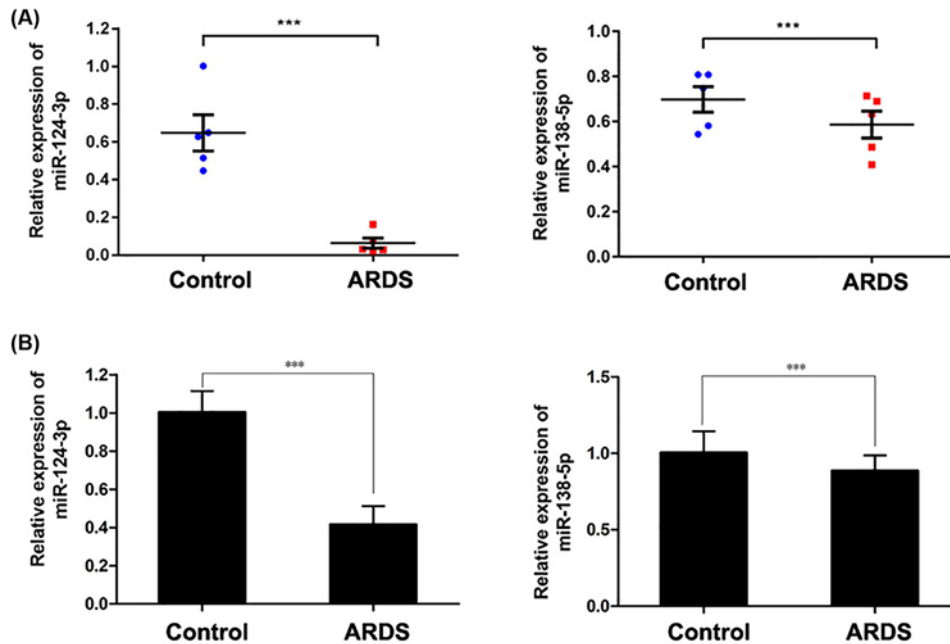 (A)
Relative expression of
miR-124-3p
1.2
1.0
0.8
0.6
0.4
0.2
0.0
***
Control ARDS
Relative expression of
miR-138-5p
1.0
0.8
0.6
0.4
0.2
0.0
***
Control ARDS
(B)
Relative expression of
miR-124-3p
1.2
1.0
0.8
0.6
0.4
0.2
0.0
***
Control ARDS
Relative expression of
miR-138-5p
1.5
1.0
0.5
0.0
***
Control ARDS